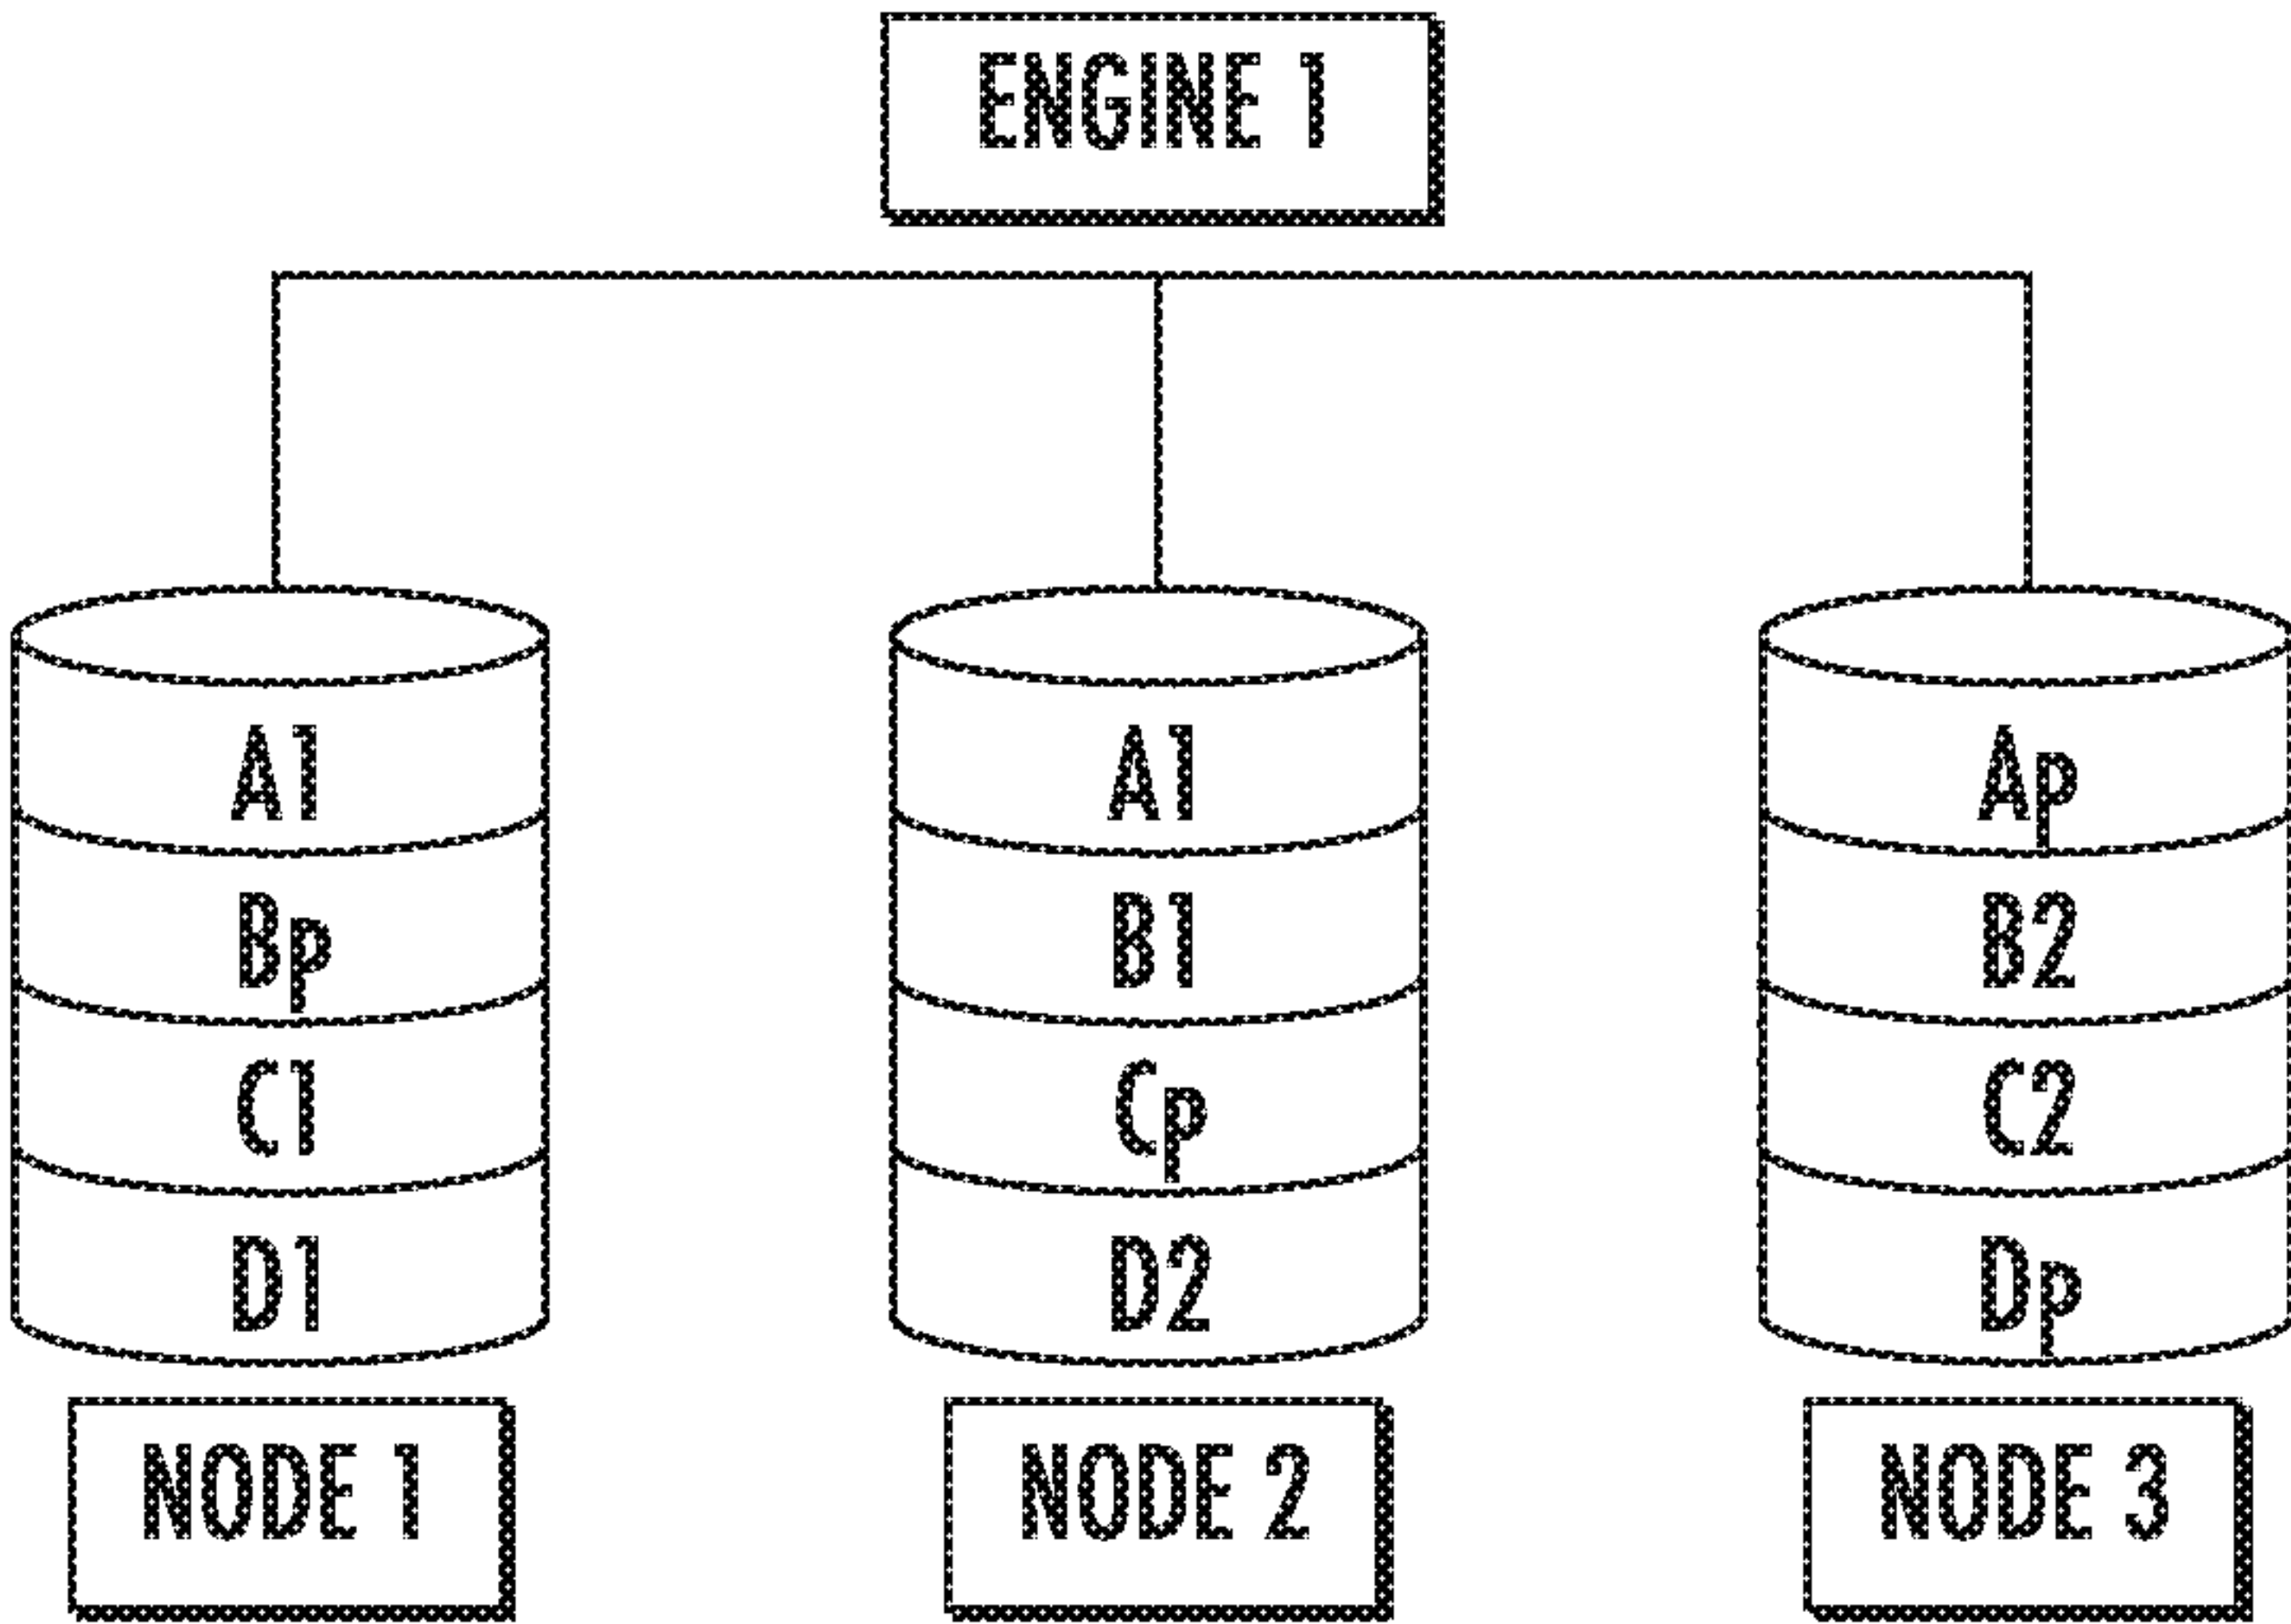 ENGINE 1
A1 A1 Ap
Bp B1 B2
C1 Cp C2
D1 D2 Dp
NODE 1 NODE 2 NODE 3